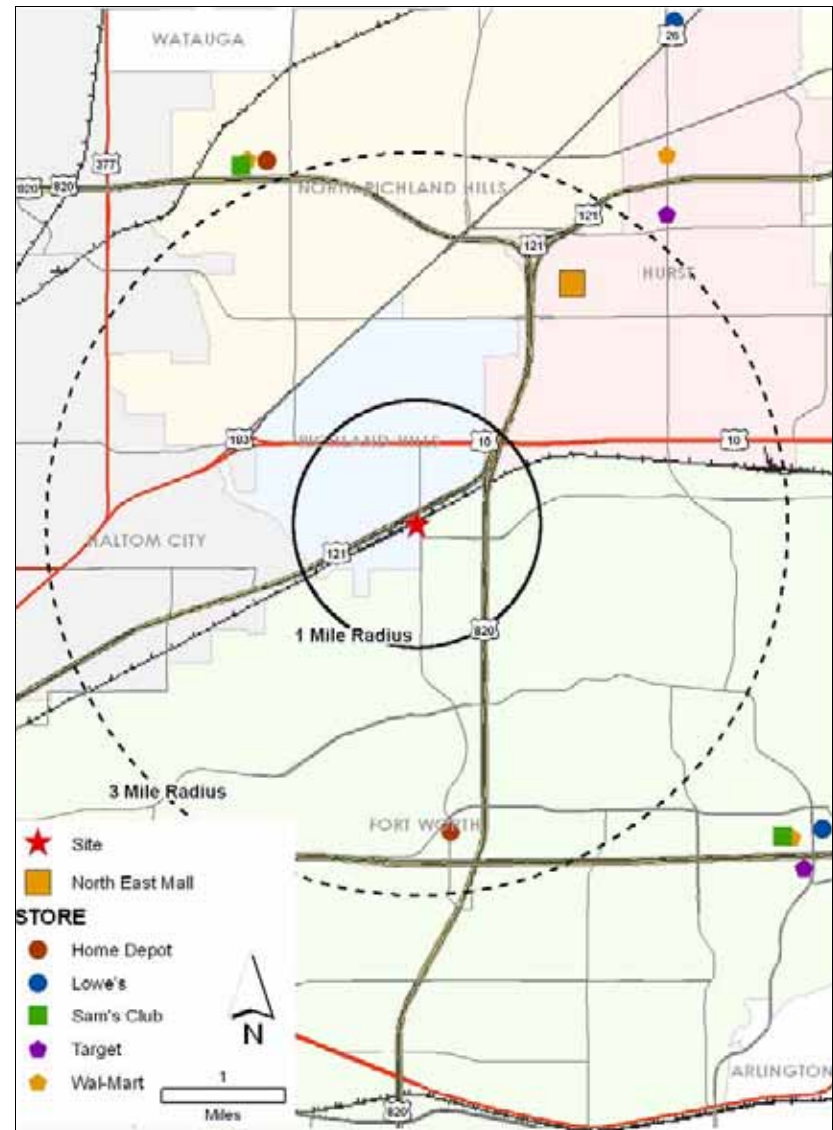 WATAUGA
26
377
820
820
NORTH RICHLAND HILLS
121
121
HURST
183
RICHLAND HILLS
10
10
HALTOM CITY
121
1 Mile Radius
820
3 Mile Radius
FORT WORTH
Site
North East Mall
STORE
Home Depot
Lowe's
Sam's Club
Target
Wal-Mart
N
1
Miles
ARLINGTON
820